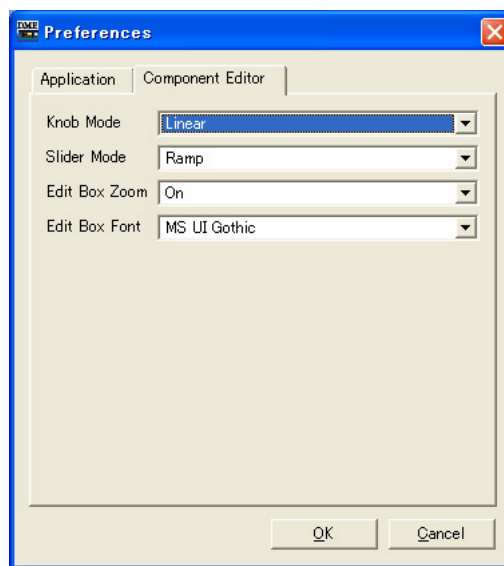 DME
Preferences
Application Component Editor
Knob Mode Linear
Slider Mode Ramp
Edit Box Zoom On
Edit Box Font MS UI Gothic
OK Cancel